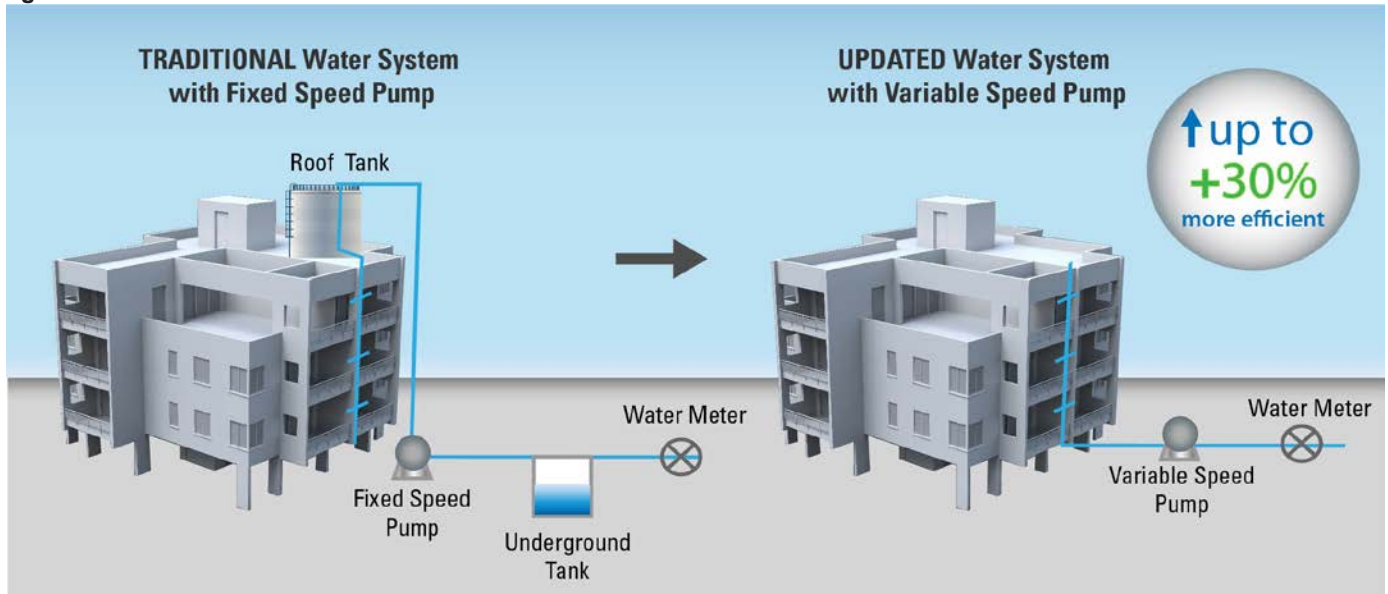 TRADITIONAL Water System
with Fixed Speed Pump
Roof Tank
Water Meter
Fixed Speed
Pump
Underground
Tank
UPDATED Water System
with Variable Speed Pump
up to
+30%
more efficient
Water Meter
Variable Speed
Pump